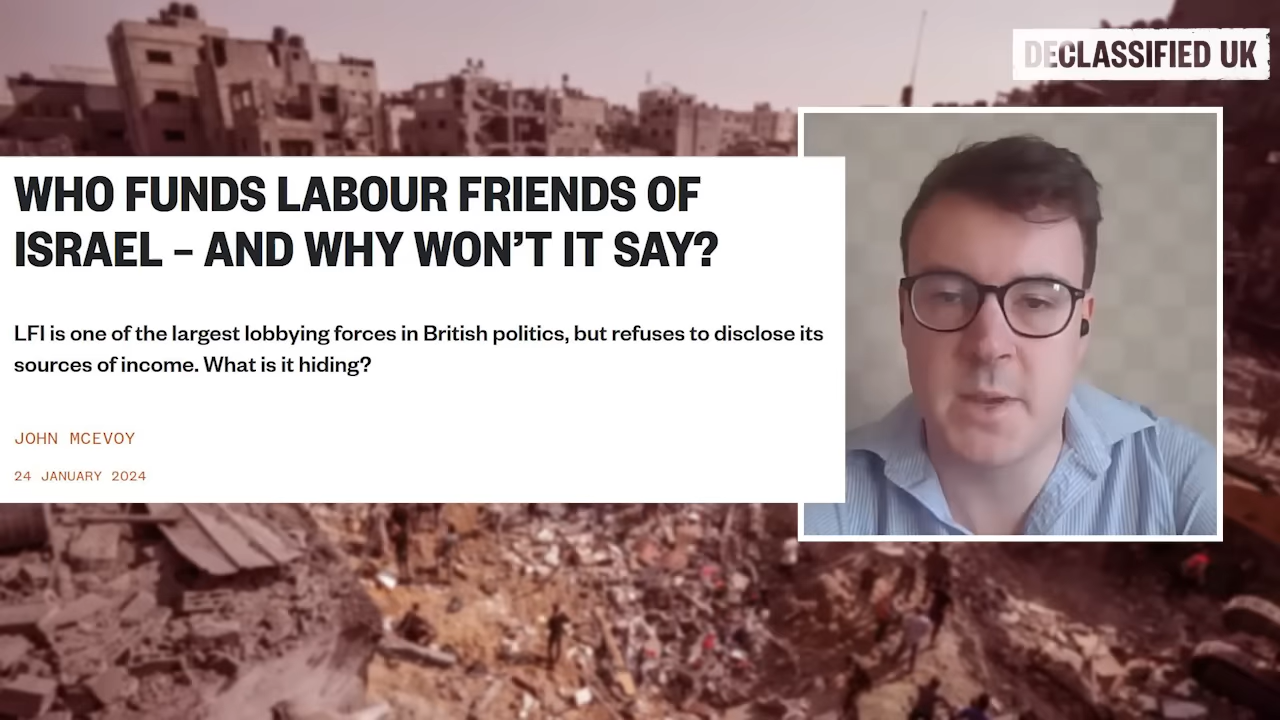 DECLASSIFIED UK
WHO FUNDS LABOUR FRIENDS OF
ISRAEL – AND WHY WON'T IT SAY?
LFI is one of the largest lobbying forces in British politics, but refuses to disclose its
sources of income. What is it hiding?
JOHN MCEVOY
24 JANUARY 2024